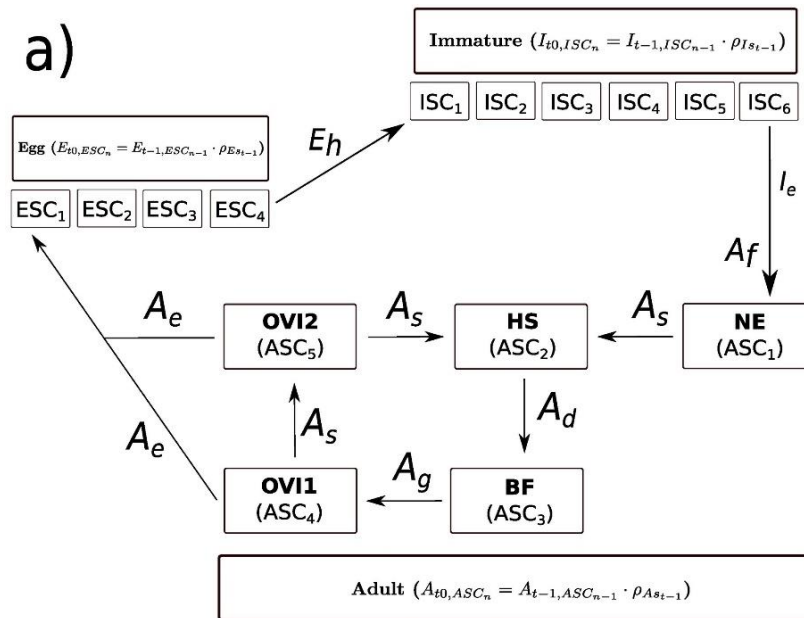 a)
Immature (I_{t0,ISC_n} = I_{t-1,ISC_{n-1}} · ρ_{Is_{t-1}})
ISC₁ ISC₂ ISC₃ ISC₄ ISC₅ ISC₆
Egg (E_{t0,ESC_n} = E_{t-1,ESC_{n-1}} · ρ_{Es_{t-1}})
E_h
ESC₁ ESC₂ ESC₃ ESC₄
I_e
A_f
A_e
OVI2
(ASC₅)
A_s
HS
(ASC₂)
A_s
NE
(ASC₁)
A_e
A_s
A_d
OVI1
(ASC₄)
A_g
BF
(ASC₃)
Adult (A_{t0,ASC_n} = A_{t-1,ASC_{n-1}} · ρ_{As_{t-1}})